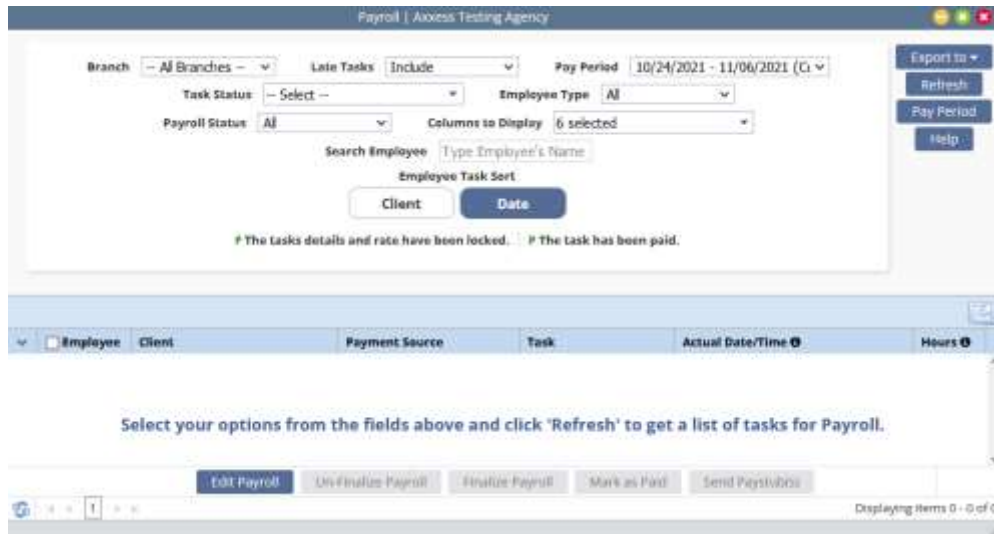 Payroll | Axxess Testing Agency
Branch -- All Branches -- Late Tasks Include Pay Period 10/24/2021 - 11/06/2021 (Cu
Export to
Task Status -- Select -- Employee Type All
Refresh
Payroll Status All Columns to Display 6 selected
Pay Period
Search Employee Type Employee's Name
Help
Employee Task Sort
Client Date
The tasks details and rate have been locked. P The task has been paid.
Employee Client Payment Source Task Actual Date/Time Hours
Select your options from the fields above and click 'Refresh' to get a list of tasks for Payroll.
Edit Payroll Un-Finalize Payroll Finalize Payroll Mark as Paid Send Paystub(s)
1 Displaying items 0 - 0 of 0